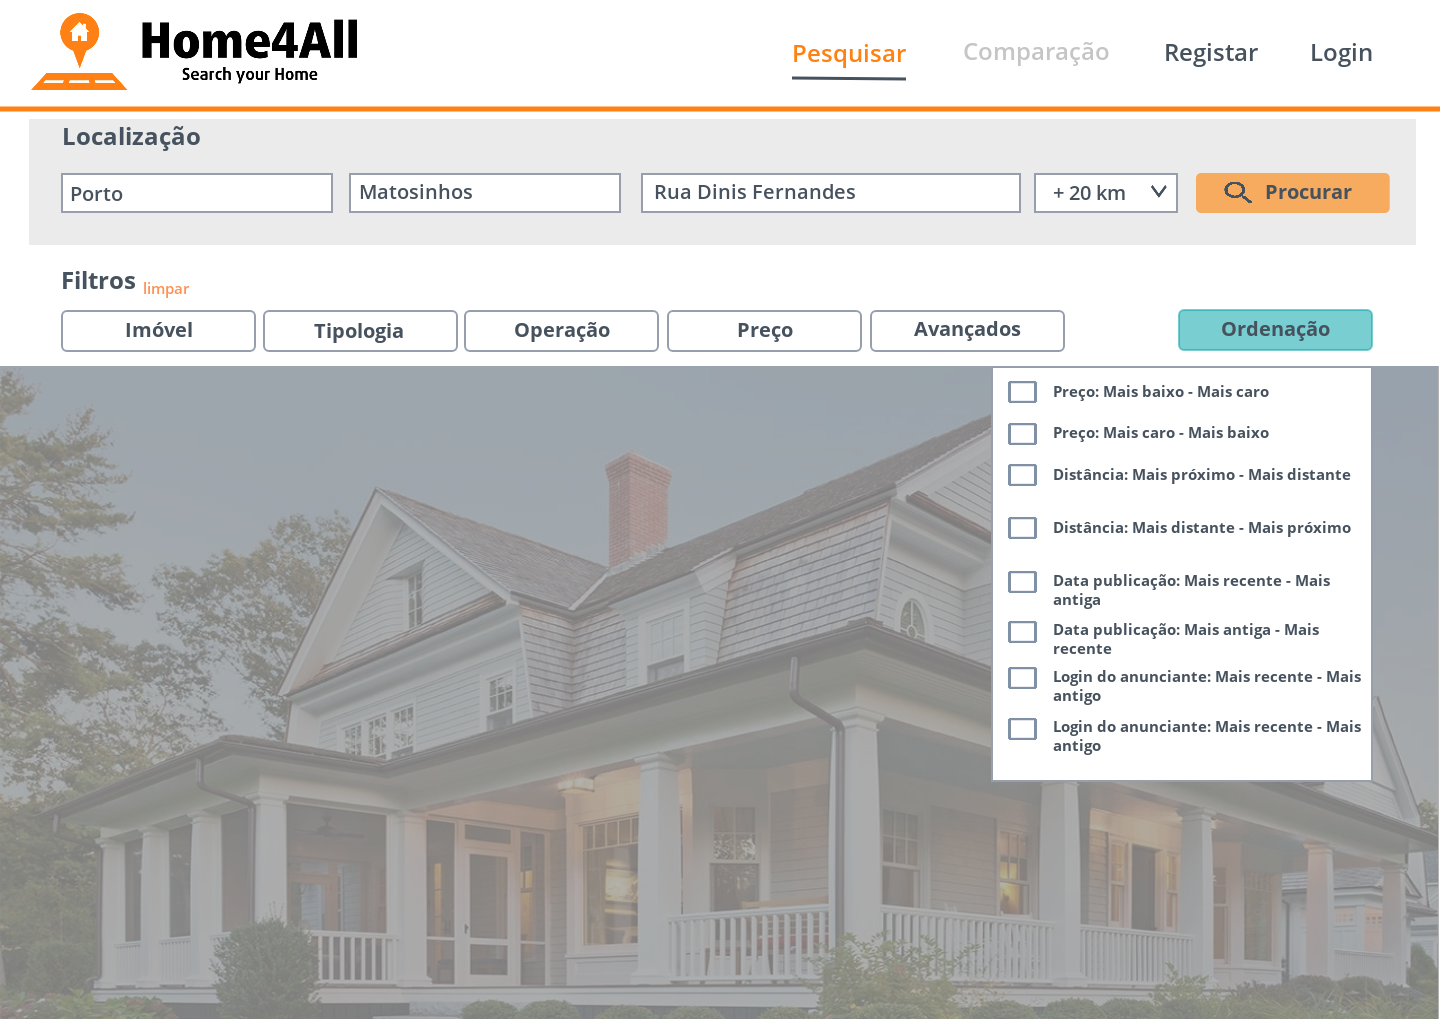 Home4All
Search your Home
Pesquisar
Comparação
Registar
Login
Localização
Porto
Matosinhos
Rua Dinis Fernandes
+ 20 km
Procurar
Filtros
limpar
Imóvel
Tipologia
Operação
Preço
Avançados
Ordenação
Preço: Mais baixo - Mais caro
Preço: Mais caro - Mais baixo
Distância: Mais próximo - Mais distante
Distância: Mais distante - Mais próximo
Data publicação: Mais recente - Mais
antiga
Data publicação: Mais antiga - Mais
recente
Login do anunciante: Mais recente - Mais
antigo
Login do anunciante: Mais recente - Mais
antigo